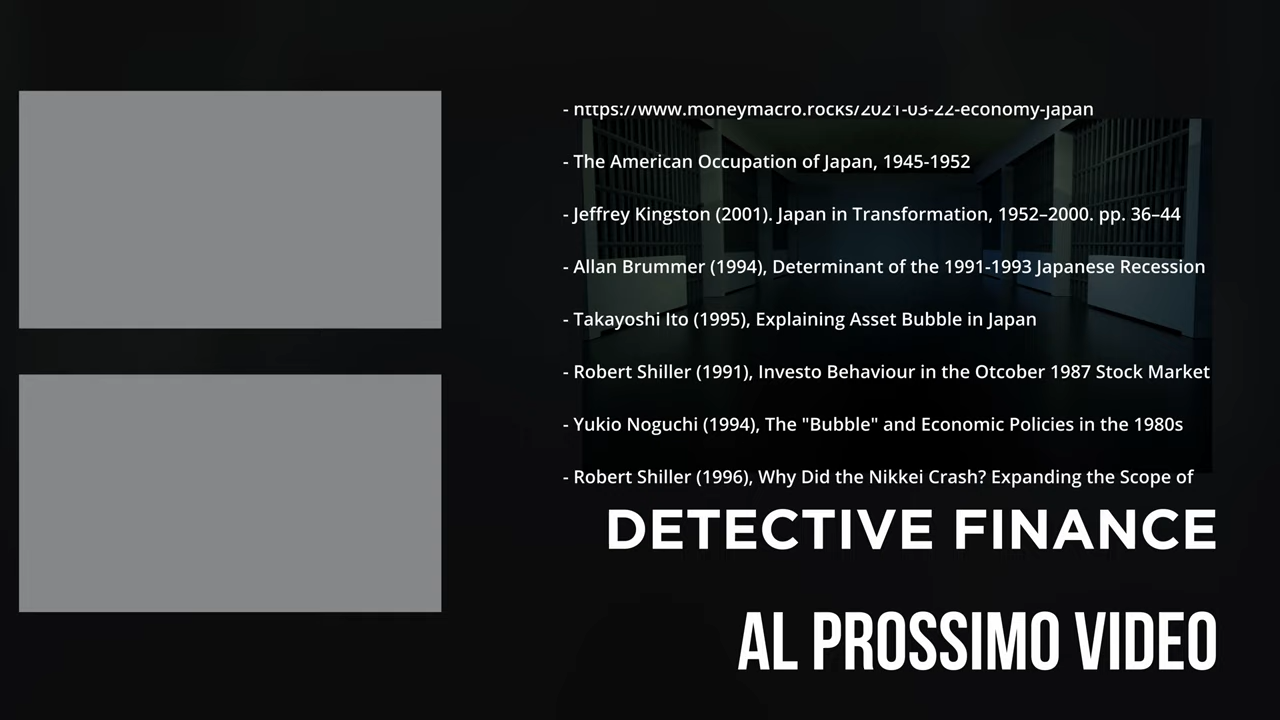 - https://www.moneymacro.rocks/2021-03-22-economy-japan
- The American Occupation of Japan, 1945-1952
- Jeffrey Kingston (2001). Japan in Transformation, 1952–2000. pp. 36–44
- Allan Brummer (1994), Determinant of the 1991-1993 Japanese Recession
- Takayoshi Ito (1995), Explaining Asset Bubble in Japan
- Robert Shiller (1991), Investo Behaviour in the Otcober 1987 Stock Market
- Yukio Noguchi (1994), The "Bubble" and Economic Policies in the 1980s
- Robert Shiller (1996), Why Did the Nikkei Crash? Expanding the Scope of
DETECTIVE FINANCE
AL PROSSIMO VIDEO